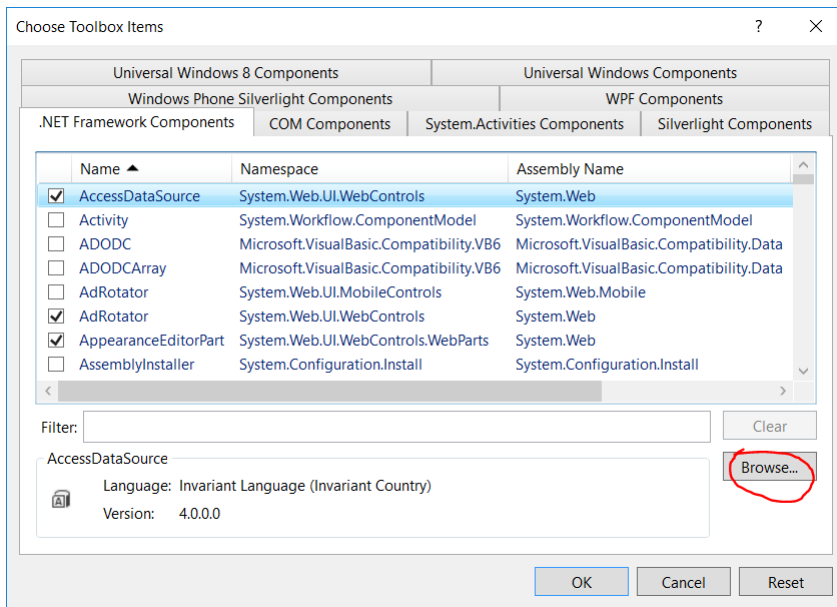 Choose Toolbox Items
Universal Windows 8 Components Universal Windows Components
Windows Phone Silverlight Components WPF Components
.NET Framework Components COM Components System.Activities Components Silverlight Components
Name Namespace Assembly Name
AccessDataSource System.Web.UI.WebControls System.Web
Activity System.Workflow.ComponentModel System.Workflow.ComponentModel
ADODC Microsoft.VisualBasic.Compatibility.VB6 Microsoft.VisualBasic.Compatibility.Data
ADODCArray Microsoft.VisualBasic.Compatibility.VB6 Microsoft.VisualBasic.Compatibility.Data
AdRotator System.Web.UI.MobileControls System.Web.Mobile
AdRotator System.Web.UI.WebControls System.Web
AppearanceEditorPart System.Web.UI.WebControls.WebParts System.Web
AssemblyInstaller System.Configuration.Install System.Configuration.Install
Filter: Clear
AccessDataSource Browse...
Language: Invariant Language (Invariant Country)
Version: 4.0.0.0
OK Cancel Reset